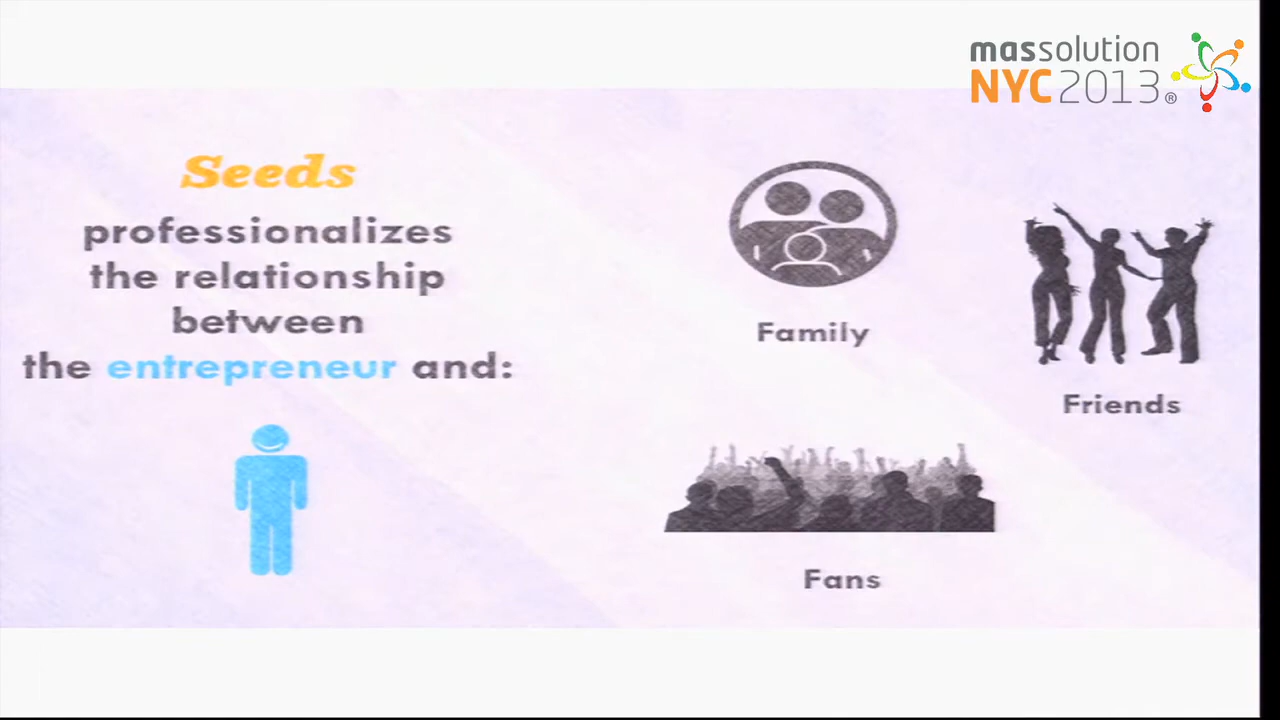 massolution
NYC2013®
Seeds
professionalizes
the relationship
between
the entrepreneur and:
Family
Friends
Fans